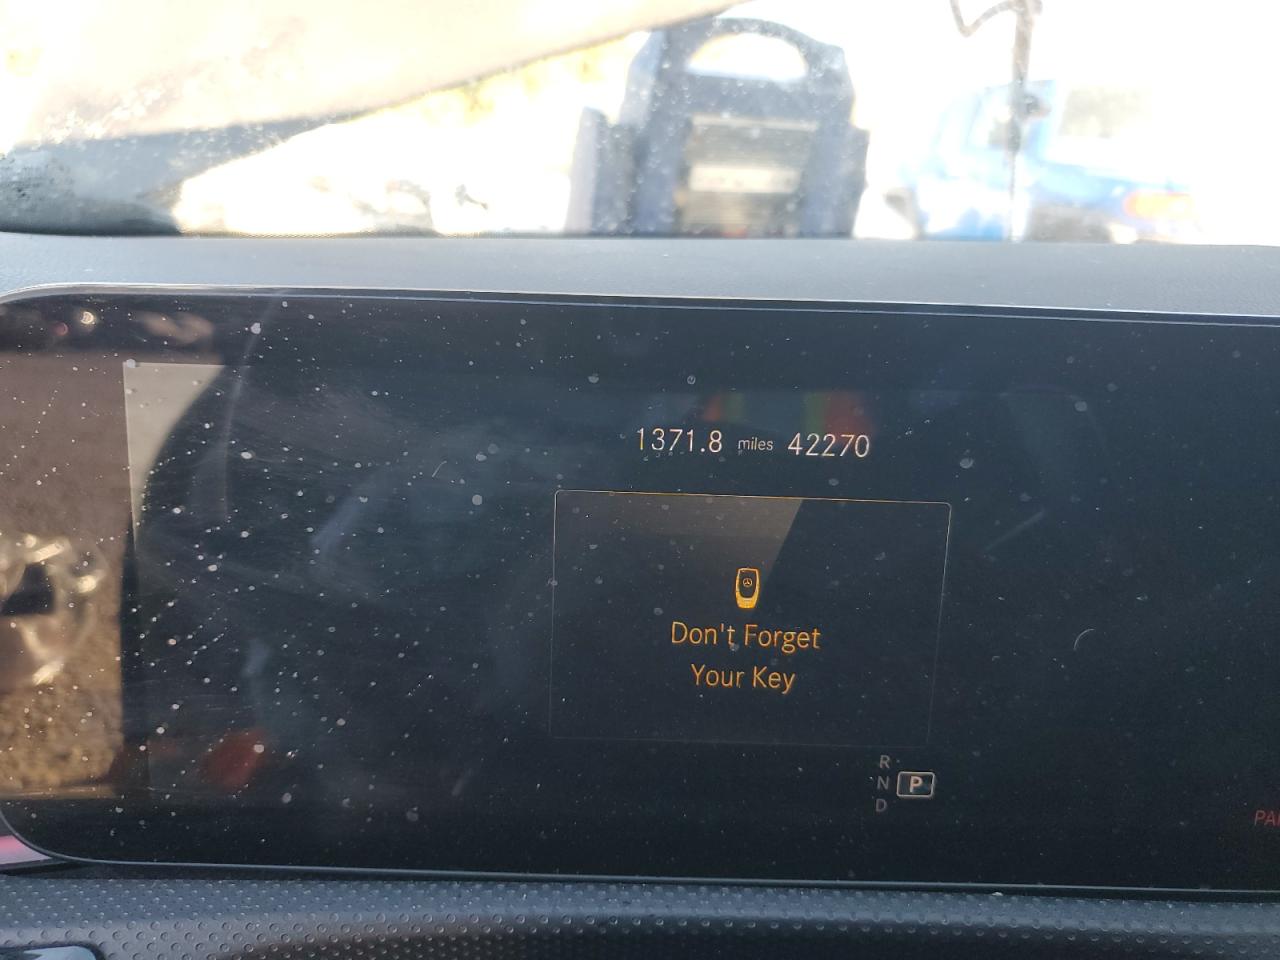 1371.8 miles 42270
Don't Forget
Your Key
R
N P
D